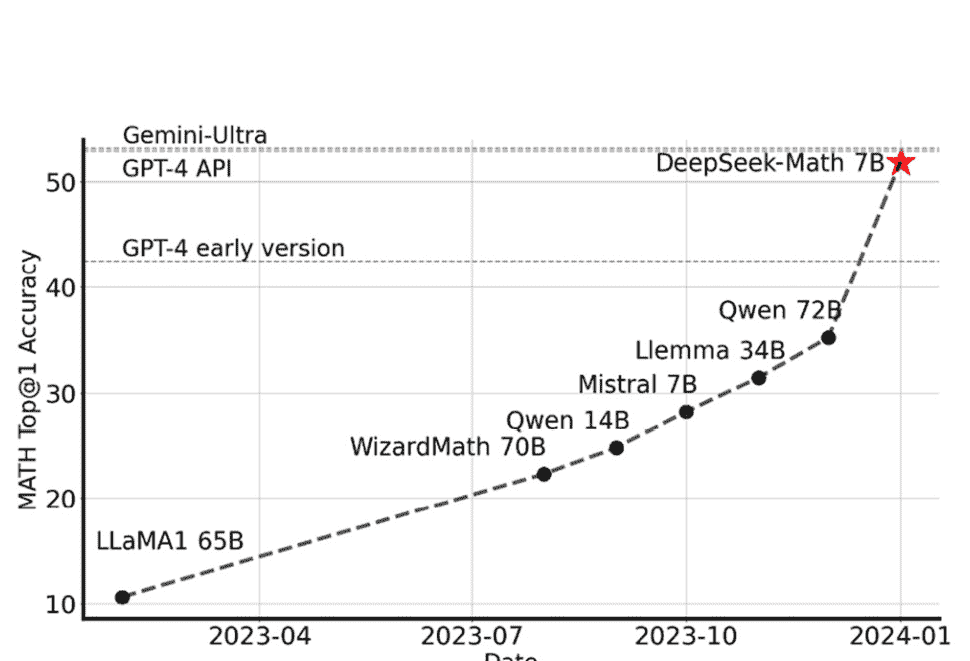 Gemini-Ultra
GPT-4 API
DeepSeek-Math 7B
50
GPT-4 early version
40
Qwen 72B
Llemma 34B
Mistral 7B
30
Qwen 14B
WizardMath 70B
20
LLaMA1 65B
10
MATH Top@1 Accuracy
2023-04 2023-07 2023-10 2024-01
Date